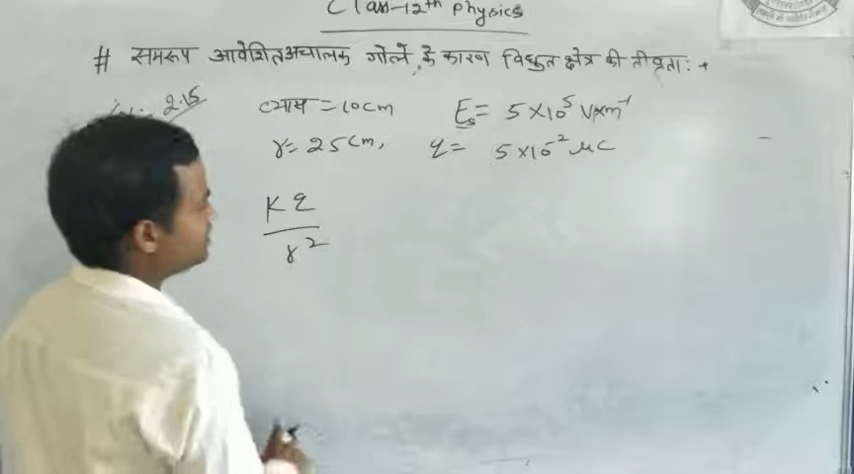 Class-12th Physics
# समरूप आवेशित अचालक गोले के कारण विद्युत क्षेत्र की तीव्रता :→
2.15 व्यास = 10cm Es = 5×10⁵ V×m⁻¹
r = 25cm, q = 5×10⁻² μC
Kq
r²